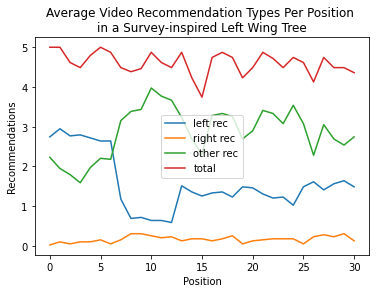 Average Video Recommendation Types Per Position
in a Survey-inspired Left Wing Tree
5
4
3
2
1
0
Recommendations
left rec
right rec
other rec
total
0 5 10 15 20 25 30
Position